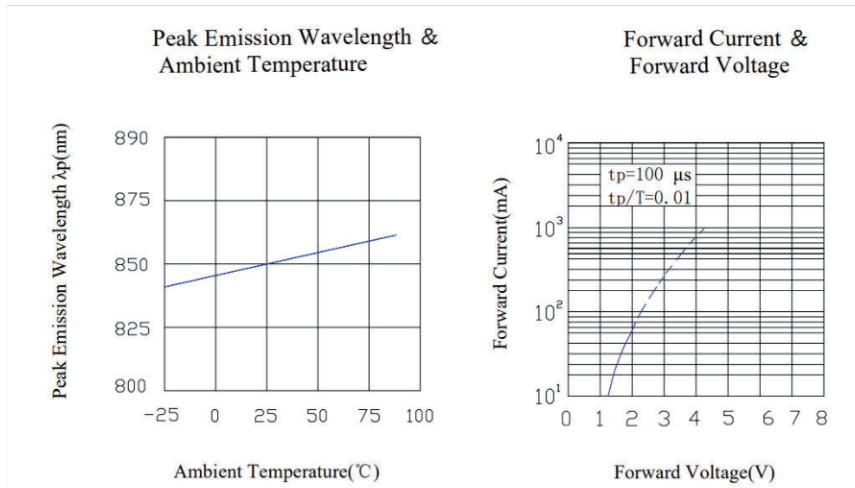 Peak Emission Wavelength &
Ambient Temperature
Peak Emission Wavelength λp(nm)
890
875
850
825
800
-25 0 25 50 75 100
Ambient Temperature(℃)
Forward Current &
Forward Voltage
Forward Current(mA)
10⁴
tp=100 μs
tp/T=0.01
10³
10²
10¹
0 1 2 3 4 5 6 7 8
Forward Voltage(V)